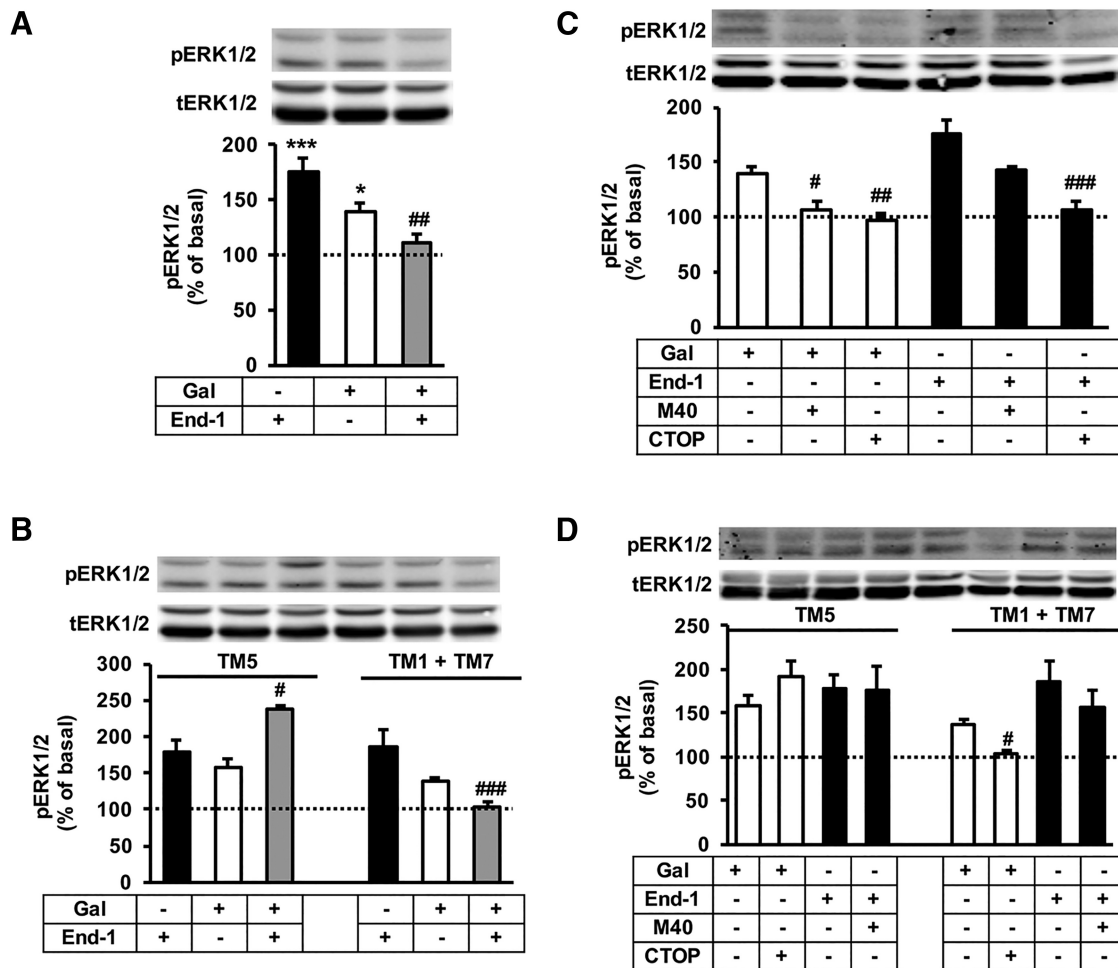 A
pERK1/2
tERK1/2
200
150
100
50
0
pERK1/2
(% of basal)
***
*
##
Gal - + +
End-1 + - +
C
pERK1/2
tERK1/2
200
150
100
50
0
pERK1/2
(% of basal)
#
##
###
Gal + + + - - -
End-1 - - - + + +
M40 - + - - + -
CTOP - - + - - +
B
pERK1/2
tERK1/2
TM5 TM1 + TM7
300
250
200
150
100
50
0
pERK1/2
(% of basal)
#
###
Gal - + + - + +
End-1 + - + + - +
D
pERK1/2
tERK1/2
TM5 TM1 + TM7
250
200
150
100
50
0
pERK1/2
(% of basal)
#
Gal + + - - + + - -
End-1 - - + + - - + +
M40 - - - + - - - +
CTOP - + - - - + - -